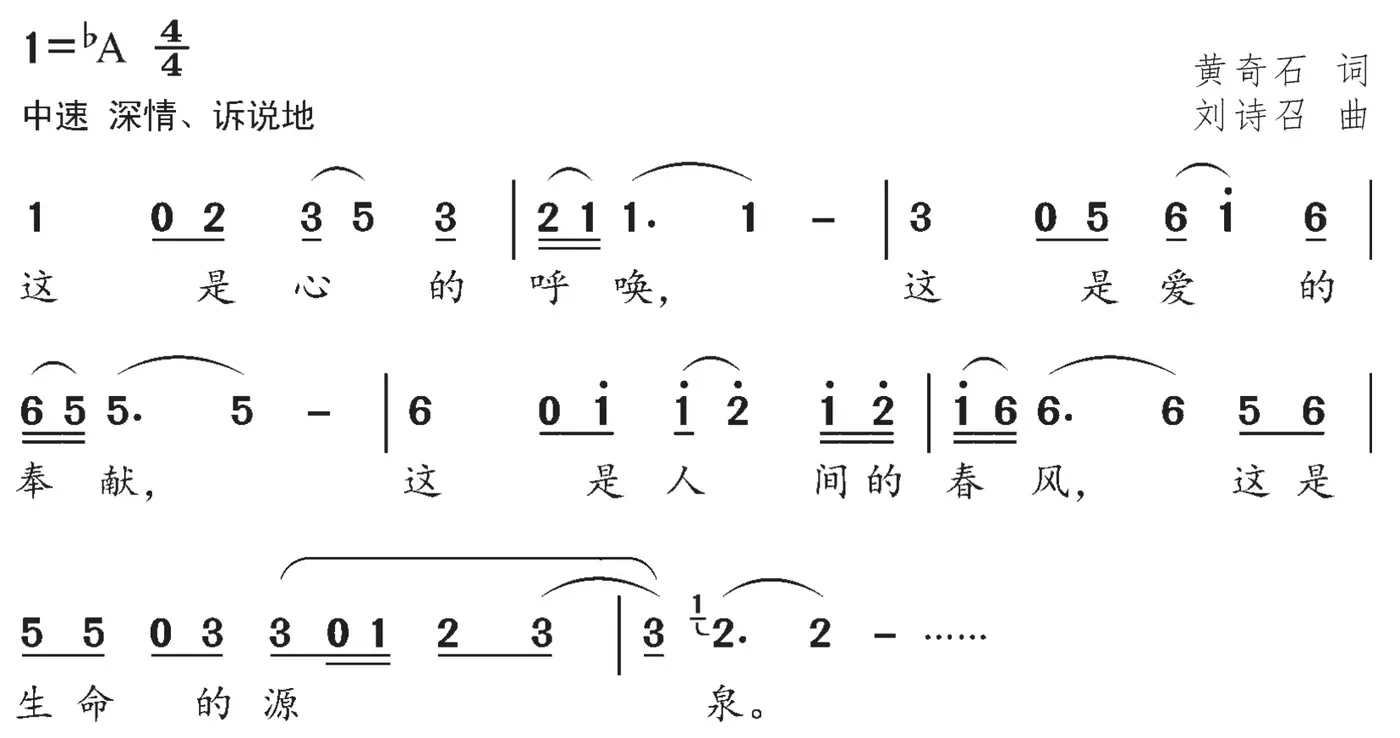 1=♭A 4/4
黄奇石 词
中速 深情、诉说地
刘诗召 曲
1 0 2 3 5 3 | 2 1 1. 1 - | 3 0 5 6 i 6 |
这 是 心 的 呼 唤， 这 是 爱 的
6 5 5. 5 - | 6 0 i i 2̇ i 2̇ | i 6 6. 6 5 6 |
奉 献， 这 是 人 间 的 春 风， 这 是
5 5 0 3 3 0 1 2 3 | 3 1 2. 2 - ……
生 命 的 源 泉。